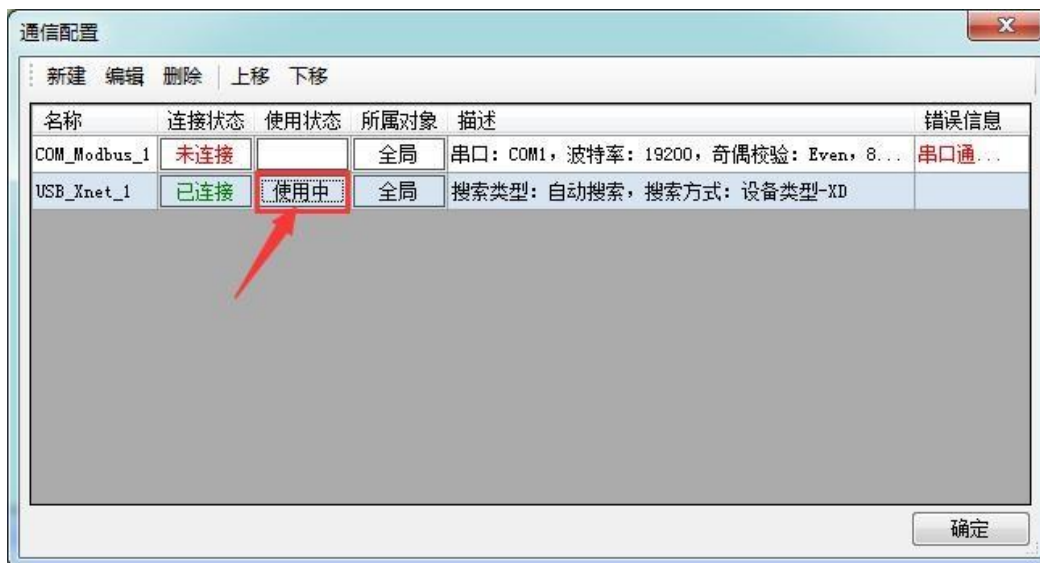 通信配置
新建 编辑 删除 上移 下移
名称 连接状态 使用状态 所属对象 描述 错误信息
COM_Modbus_1 未连接 全局 串口：COM1，波特率：19200，奇偶校验：Even，8... 串口通...
USB_Xnet_1 已连接 使用中 全局 搜索类型：自动搜索，搜索方式：设备类型-XD
确定